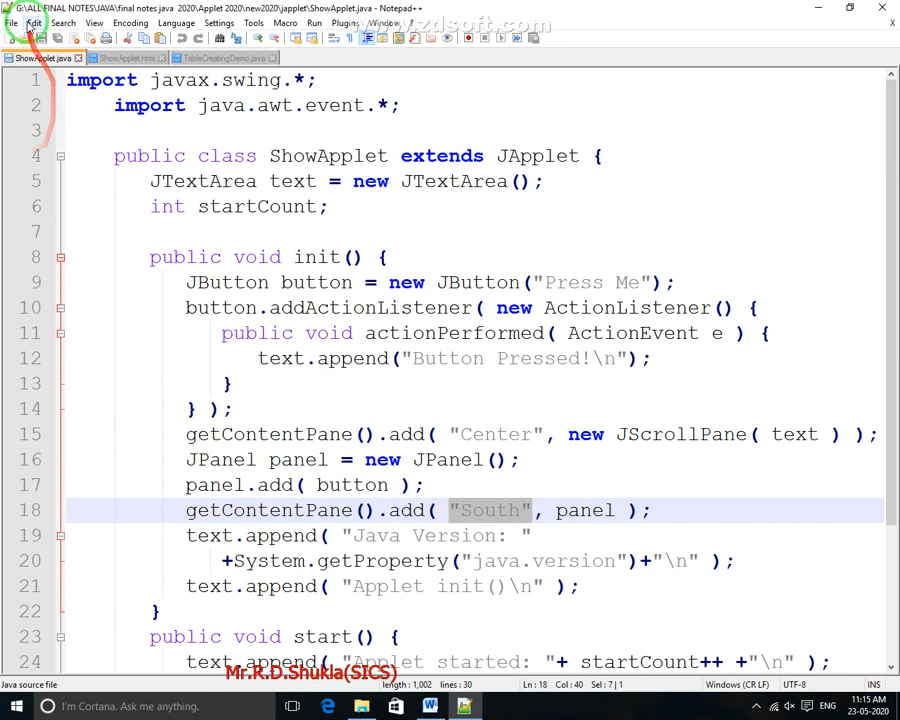 G:\ALL FINAL NOTES\JAVA\final notes java 2020\Applet 2020\new2020\japplet\ShowApplet.java - Notepad++
File Edit Search View Encoding Language Settings Tools Macro Run Plugins Window ?
www.zdsoft.com
ShowApplet.java ShowApplet.html TableCreatingDemo.java
1 import javax.swing.*;
2 import java.awt.event.*;
3
4 public class ShowApplet extends JApplet {
5 JTextArea text = new JTextArea();
6 int startCount;
7
8 public void init() {
9 JButton button = new JButton("Press Me");
10 button.addActionListener( new ActionListener() {
11 public void actionPerformed( ActionEvent e ) {
12 text.append("Button Pressed!\n");
13 }
14 } );
15 getContentPane().add( "Center", new JScrollPane( text ) );
16 JPanel panel = new JPanel();
17 panel.add( button );
18 getContentPane().add( "South", panel );
19 text.append( "Java Version: "
20 +System.getProperty("java.version")+"\n" );
21 text.append( "Applet init()\n" );
22 }
23 public void start() {
24 text.append( "Applet started: "+ startCount++ +"\n" );
Mr.R.D.Shukla(SICS)
Java source file length : 1,002 lines : 30 Ln : 18 Col : 40 Sel : 7 | 1 Windows (CR LF) UTF-8 INS
I'm Cortana. Ask me anything. ENG 11:15 AM
23-05-2020